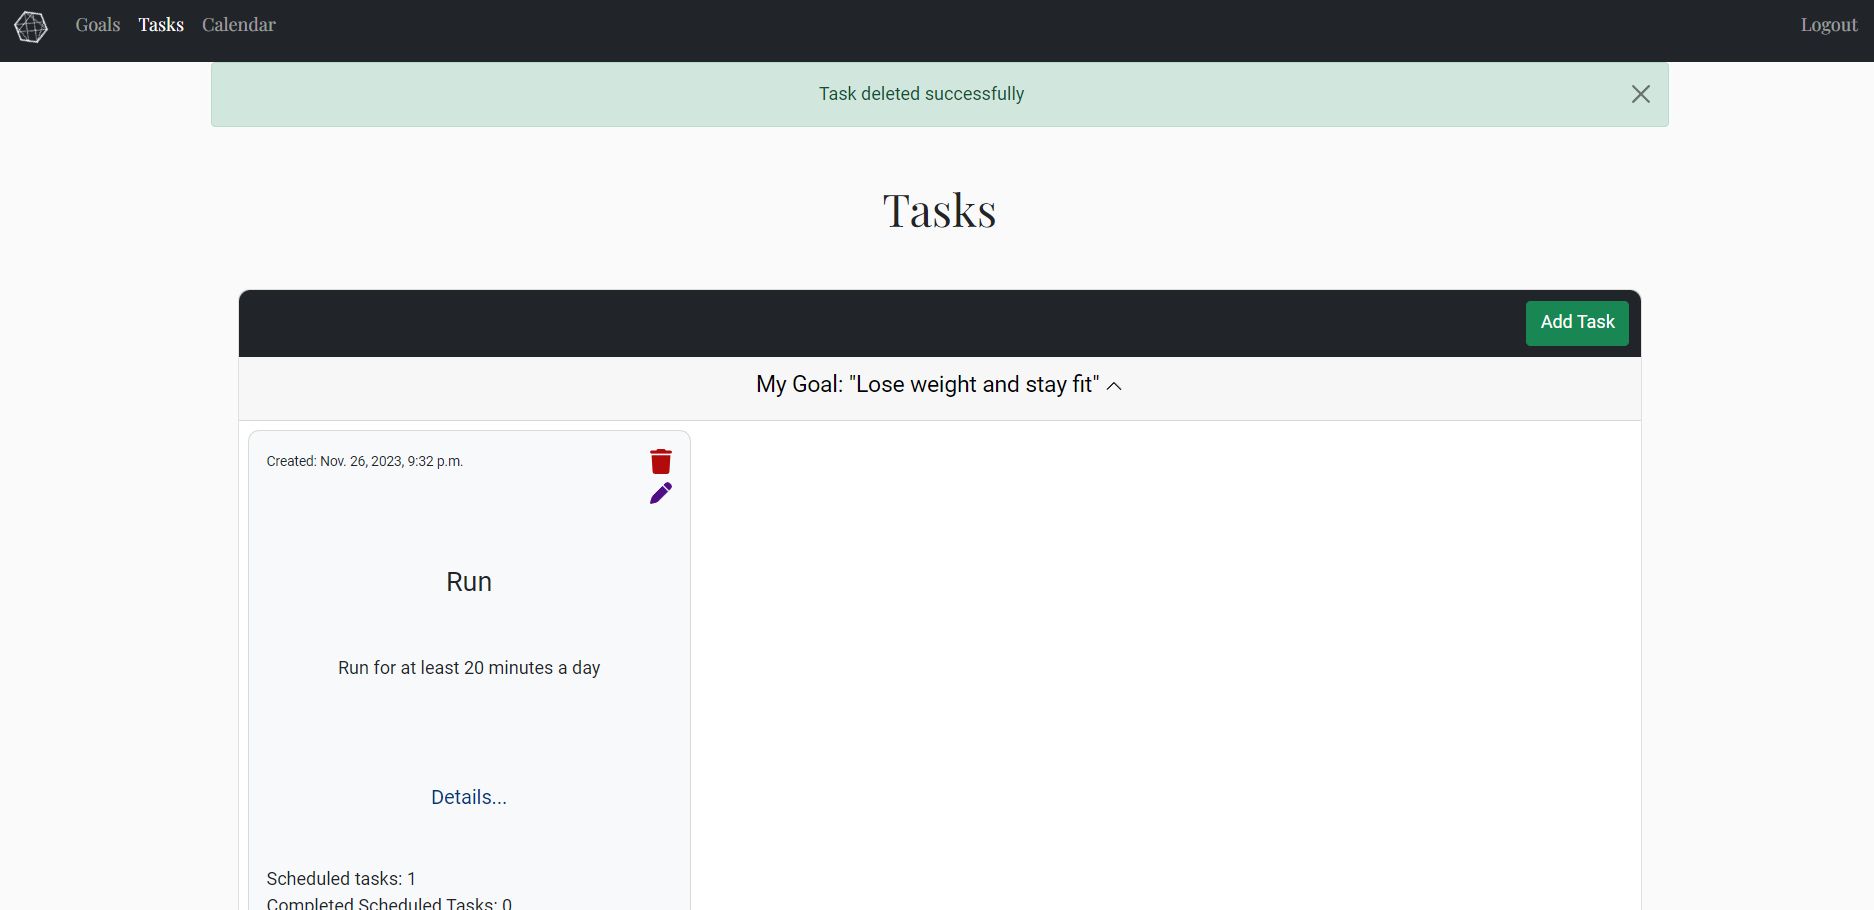 Goals Tasks Calendar Logout
Task deleted successfully
Tasks
Add Task
My Goal: "Lose weight and stay fit"
Created: Nov. 26, 2023, 9:32 p.m.
Run
Run for at least 20 minutes a day
Details...
Scheduled tasks: 1
Completed Scheduled Tasks: 0